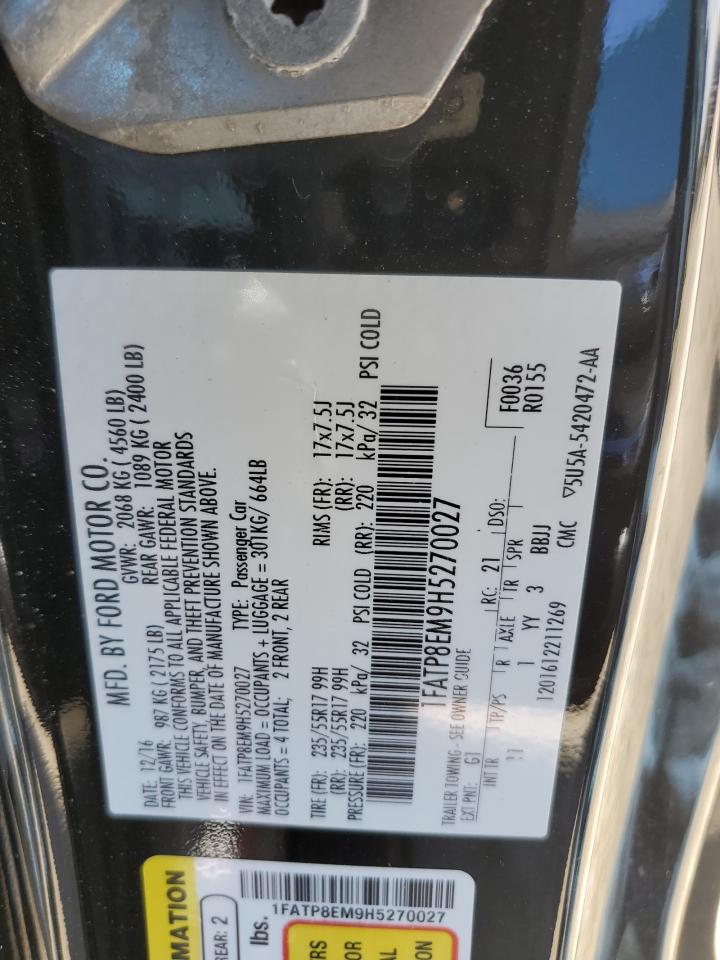 MFD. BY FORD MOTOR CO.
DATE: 12/16 GVWR: 2068 KG ( 4560 LB)
FRONT GAWR: 987 KG ( 2175 LB) REAR GAWR: 1089 KG ( 2400 LB)
THIS VEHICLE CONFORMS TO ALL APPLICABLE FEDERAL MOTOR
VEHICLE SAFETY, BUMPER, AND THEFT PREVENTION STANDARDS
IN EFFECT ON THE DATE OF MANUFACTURE SHOWN ABOVE.
VIN: 1FATP8EM9H5270027 TYPE: Passenger Car
MAXIMUM LOAD = OCCUPANTS + LUGGAGE = 301KG/ 664LB
OCCUPANTS = 4 TOTAL; 2 FRONT, 2 REAR
TIRE (FR): 235/55R17 99H RIMS (FR): 17x7.5J
(RR): 235/55R17 99H (RR): 17x7.5J
PRESSURE (FR): 220 kPa/ 32 PSI COLD (RR): 220 kPa/ 32 PSI COLD
1FATP8EM9H5270027
TRAILER TOWING - SEE OWNER GUIDE
EXT PNT: G1 RC: 21 DSO: F0036
R0155
INT TR TP/PS R AXLE TR SPR
1 YY 3 BBJJ
1201612211269 CMC ▽5U5A-5420472-AA
MATION
REAR: 2
lbs.
1FATP8EM9H5270027
RS
OR
AL
ON